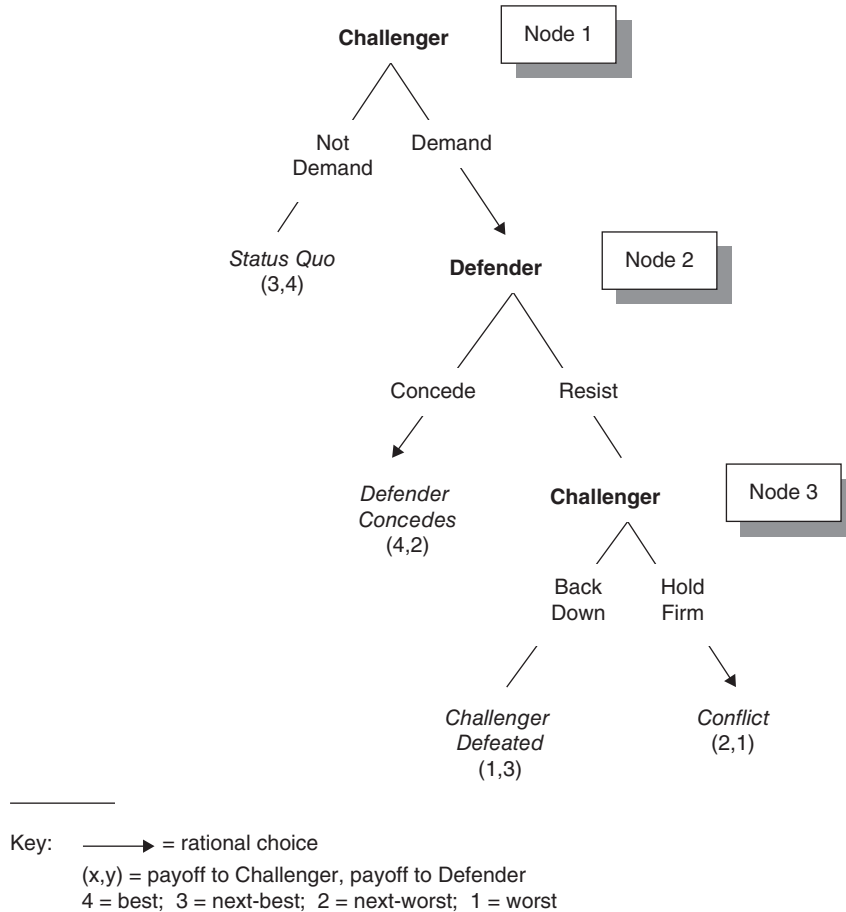 Challenger
Node 1
Not
Demand
Demand
Status Quo
(3,4)
Defender
Node 2
Concede
Resist
Defender
Concedes
(4,2)
Challenger
Node 3
Back
Down
Hold
Firm
Challenger
Defeated
(1,3)
Conflict
(2,1)
Key: = rational choice
(x,y) = payoff to Challenger, payoff to Defender
4 = best; 3 = next-best; 2 = next-worst; 1 = worst